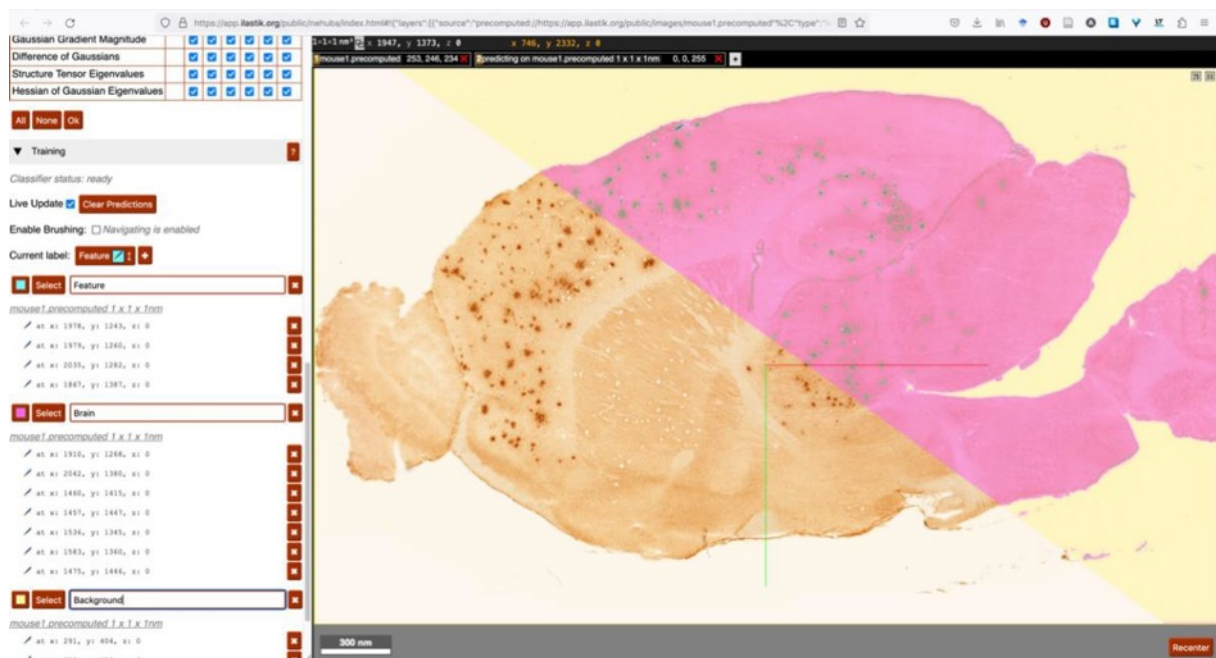 https://app.ilastik.org/public/nehuba/index.html#!{"layers":[{"source":"precomputed://https://app.ilastik.org/public/images/mouse1.precomputed"%2C"type":"
Gaussian Gradient Magnitude
Difference of Gaussians
Structure Tensor Eigenvalues
Hessian of Gaussian Eigenvalues
All None Ok
Training ?
Classifier status: ready
Live Update Clear Predictions
Enable Brushing: Navigating is enabled
Current label: Feature +
Select Feature
mouse1.precomputed 1 x 1 x 1nm
at x: 1978, y: 1243, z: 0
at x: 1979, y: 1260, z: 0
at x: 2035, y: 1282, z: 0
at x: 1867, y: 1387, z: 0
Select Brain
mouse1.precomputed 1 x 1 x 1nm
at x: 1910, y: 1268, z: 0
at x: 2042, y: 1380, z: 0
at x: 1460, y: 1415, z: 0
at x: 1457, y: 1447, z: 0
at x: 1536, y: 1345, z: 0
at x: 1583, y: 1360, z: 0
at x: 1475, y: 1446, z: 0
Select Background
mouse1.precomputed 1 x 1 x 1nm
at x: 291, y: 404, z: 0
1×1×1 nm³ x 1947, y 1373, z 0 x 746, y 2332, z 0
1 mouse1.precomputed 253, 246, 234 2 predicting on mouse1.precomputed 1 x 1 x 1nm 0, 0, 255 +
300 nm
Recenter